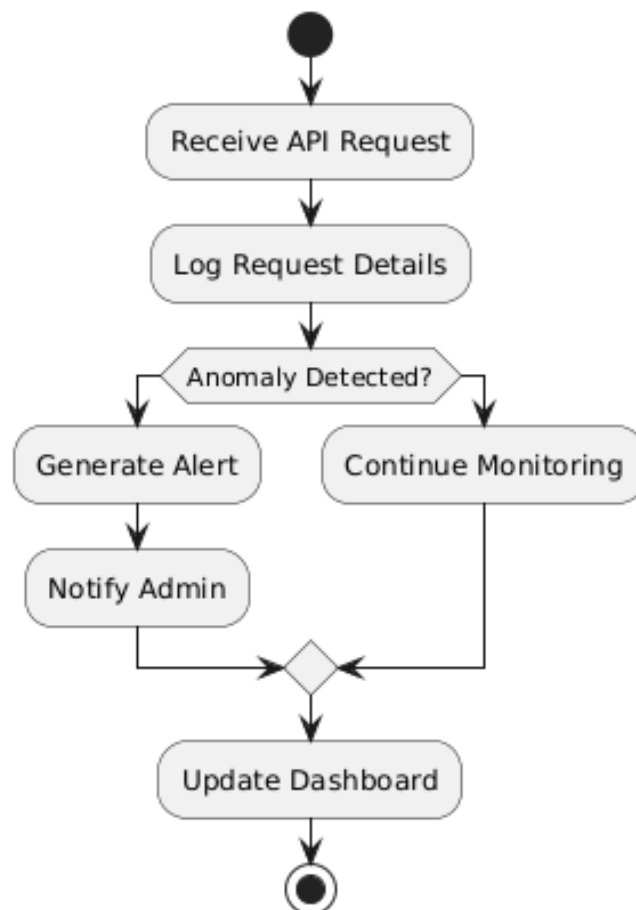 Receive API Request
Log Request Details
Anomaly Detected?
Generate Alert
Continue Monitoring
Notify Admin
Update Dashboard